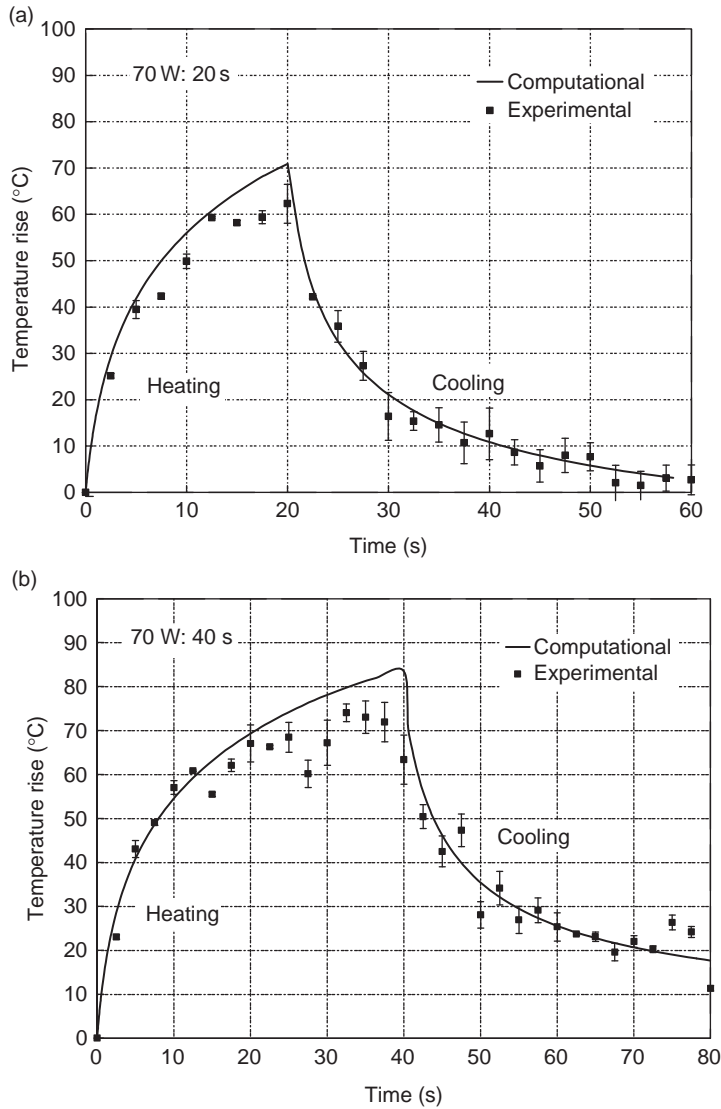 (a)
100
90
80
70
60
50
40
30
20
10
0
Temperature rise (°C)
70 W: 20 s
Computational
Experimental
Heating
Cooling
0 10 20 30 40 50 60
Time (s)
(b)
100
90
80
70
60
50
40
30
20
10
0
Temperature rise (°C)
70 W: 40 s
Computational
Experimental
Heating
Cooling
0 10 20 30 40 50 60 70 80
Time (s)